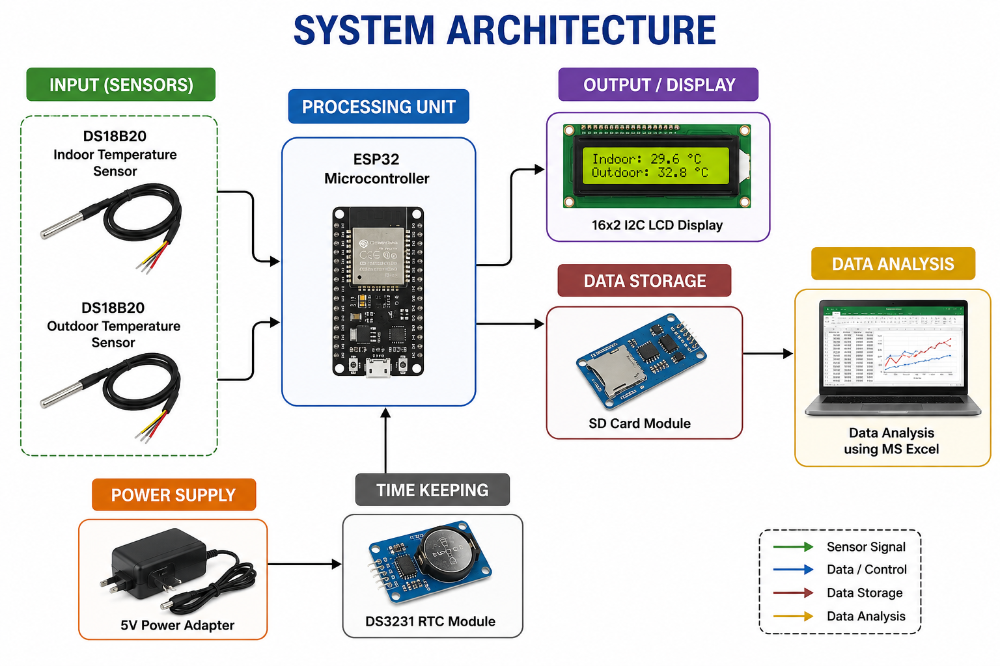 SYSTEM ARCHITECTURE
INPUT (SENSORS)
DS18B20
Indoor Temperature
Sensor
DS18B20
Outdoor Temperature
Sensor
PROCESSING UNIT
ESP32
Microcontroller
OUTPUT / DISPLAY
Indoor: 29.6 °C
Outdoor: 32.8 °C
16x2 I2C LCD Display
DATA STORAGE
SD Card Module
DATA ANALYSIS
Data Analysis
using MS Excel
POWER SUPPLY
5V Power Adapter
TIME KEEPING
DS3231 RTC Module
Sensor Signal
Data / Control
Data Storage
Data Analysis